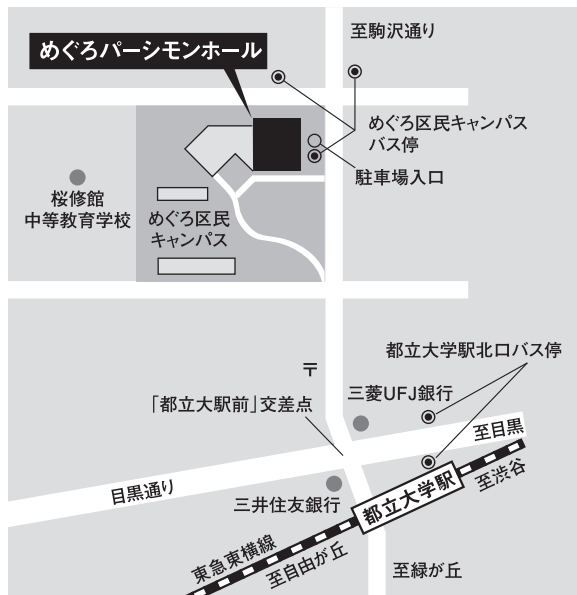 至駒沢通り
めぐろパーシモンホール
めぐろ区民キャンパス
バス停
駐車場入口
桜修館
中等教育学校
めぐろ区民
キャンパス
都立大学駅北口バス停
〒
三菱UFJ銀行
「都立大駅前」交差点
至目黒
目黒通り
三井住友銀行
都立大学駅
至渋谷
東急東横線
至自由が丘
至緑が丘